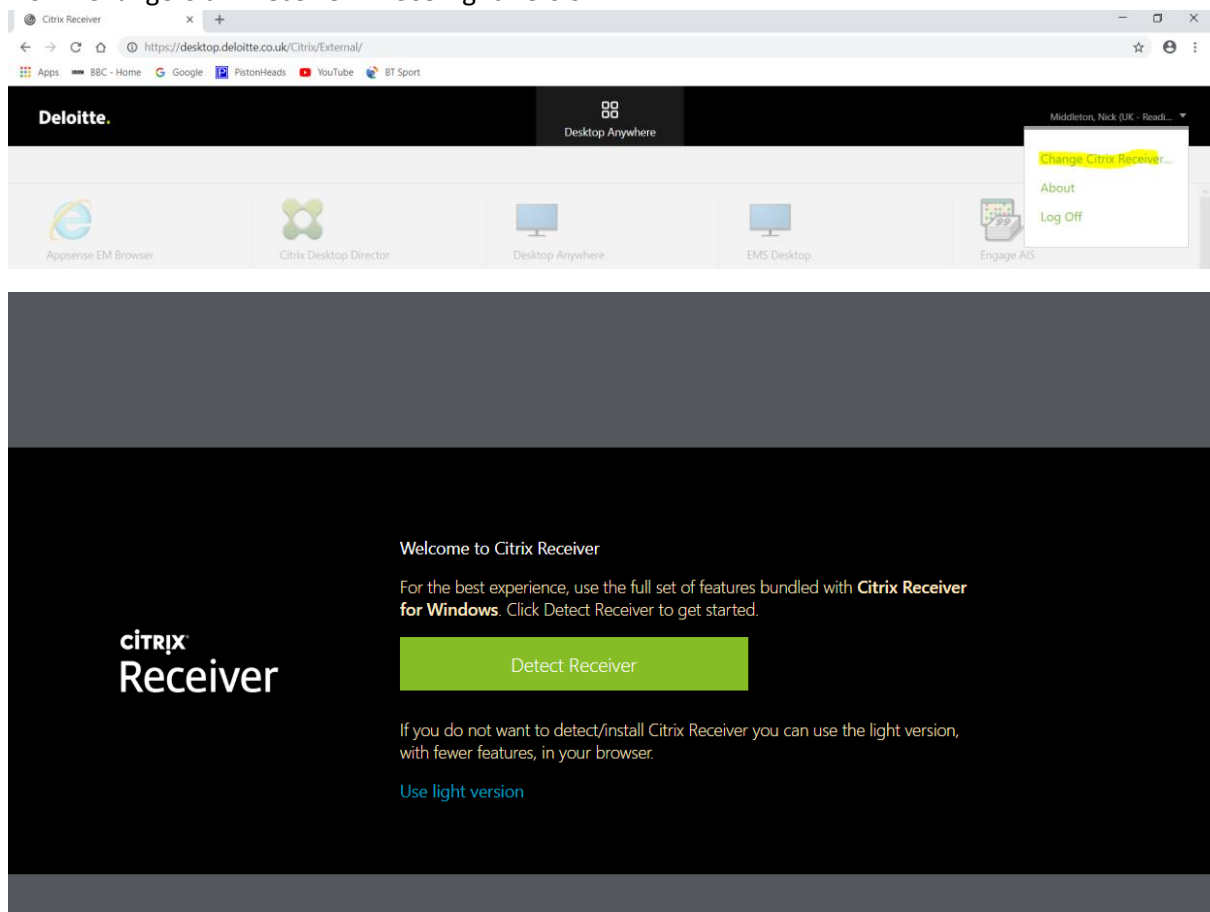 Citrix Receiver
https://desktop.deloitte.co.uk/Citrix/External/
Apps BBC - Home Google PistonHeads YouTube BT Sport
Deloitte.
Desktop Anywhere
Middleton, Nick (UK - Readi...
Change Citrix Receiver...
About
Log Off
Appsense EM Browser
Citrix Desktop Director
Desktop Anywhere
EMS Desktop
Engage AIS
Welcome to Citrix Receiver
For the best experience, use the full set of features bundled with Citrix Receiver
for Windows. Click Detect Receiver to get started.
CITRIX
Receiver
Detect Receiver
If you do not want to detect/install Citrix Receiver you can use the light version,
with fewer features, in your browser.
Use light version